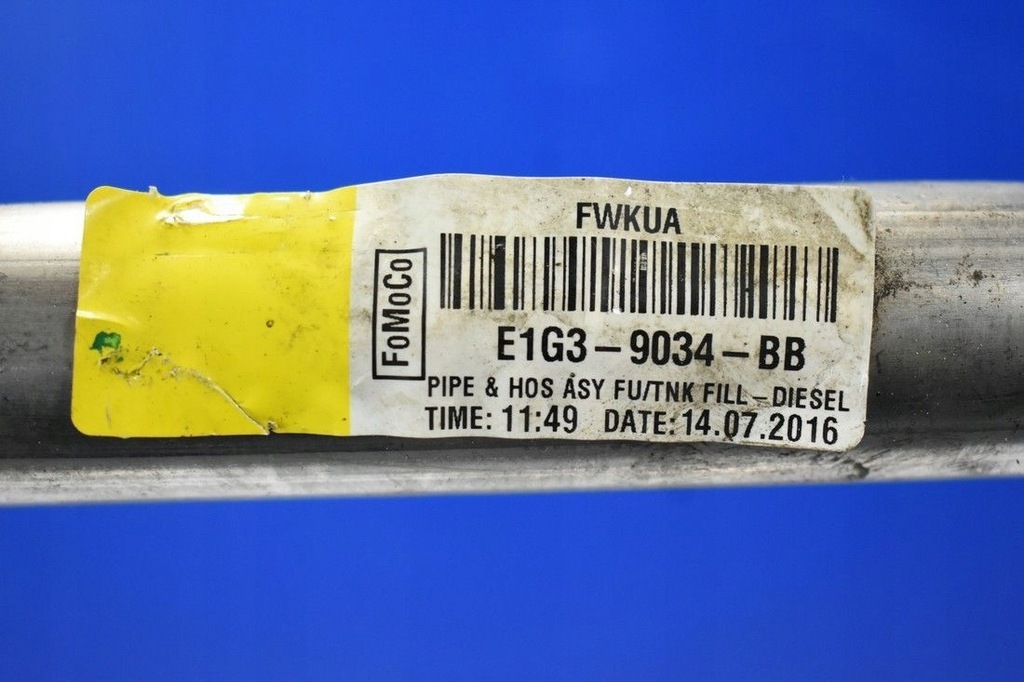 FWKUA
FoMoCo
E1G3-9034-BB
PIPE & HOS ASY FU/TNK FILL-DIESEL
TIME: 11:49 DATE: 14.07.2016